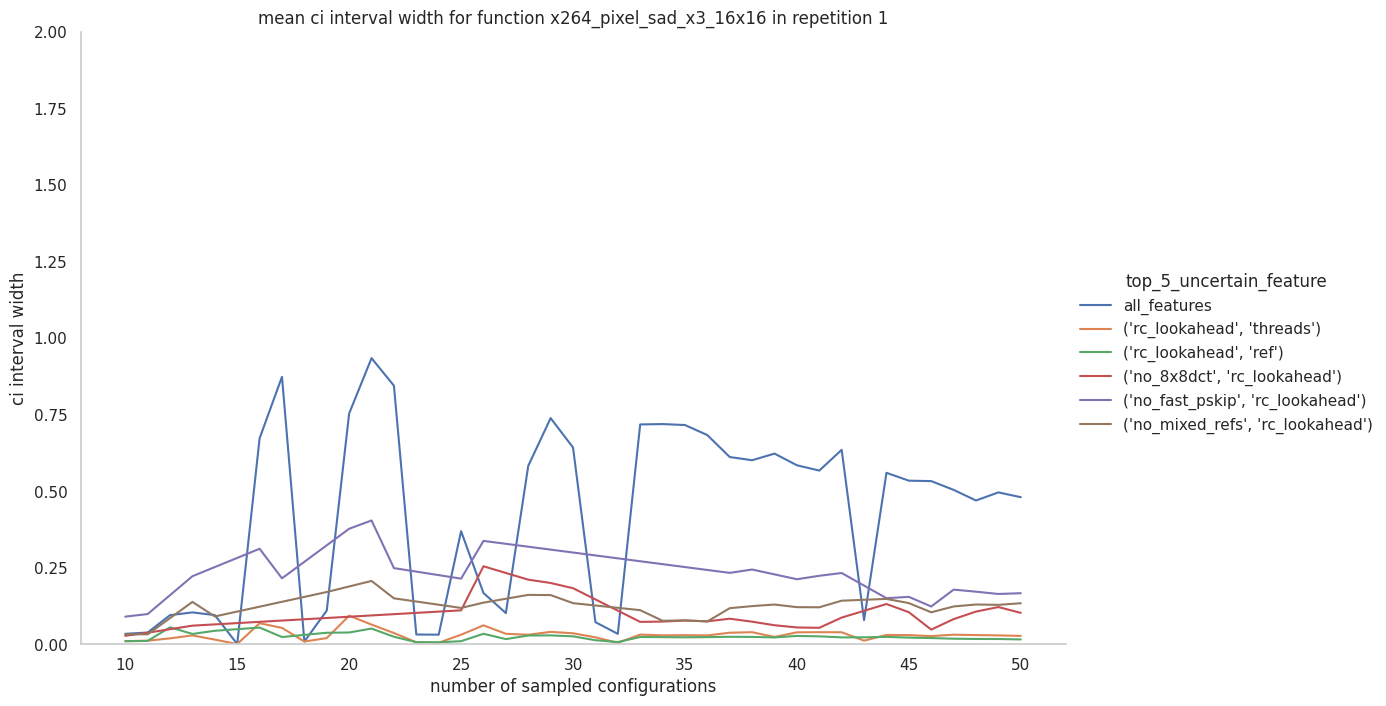 mean ci interval width for function x264_pixel_sad_x3_16x16 in repetition 1
2.00
1.75
1.50
1.25
1.00
0.75
0.50
0.25
0.00
ci interval width
10 15 20 25 30 35 40 45 50
number of sampled configurations
top_5_uncertain_feature
all_features
('rc_lookahead', 'threads')
('rc_lookahead', 'ref')
('no_8x8dct', 'rc_lookahead')
('no_fast_pskip', 'rc_lookahead')
('no_mixed_refs', 'rc_lookahead')